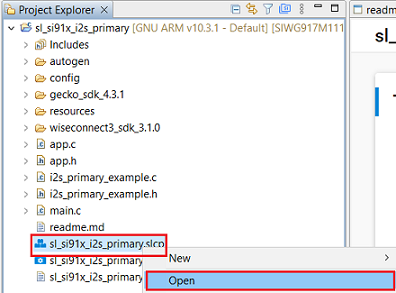 Project Explorer
readme
sl_si91x_i2s_primary [GNU ARM v10.3.1 - Default] [SIWG917M111
sl_
Includes
autogen
config
gecko_sdk_4.3.1
resources
wiseconnect3_sdk_3.1.0
app.c
app.h
i2s_primary_example.c
i2s_primary_example.h
main.c
readme.md
sl_si91x_i2s_primary.slcp
sl_si91x_i2s_primary
New
sl_si91x_i2s_primary
Open